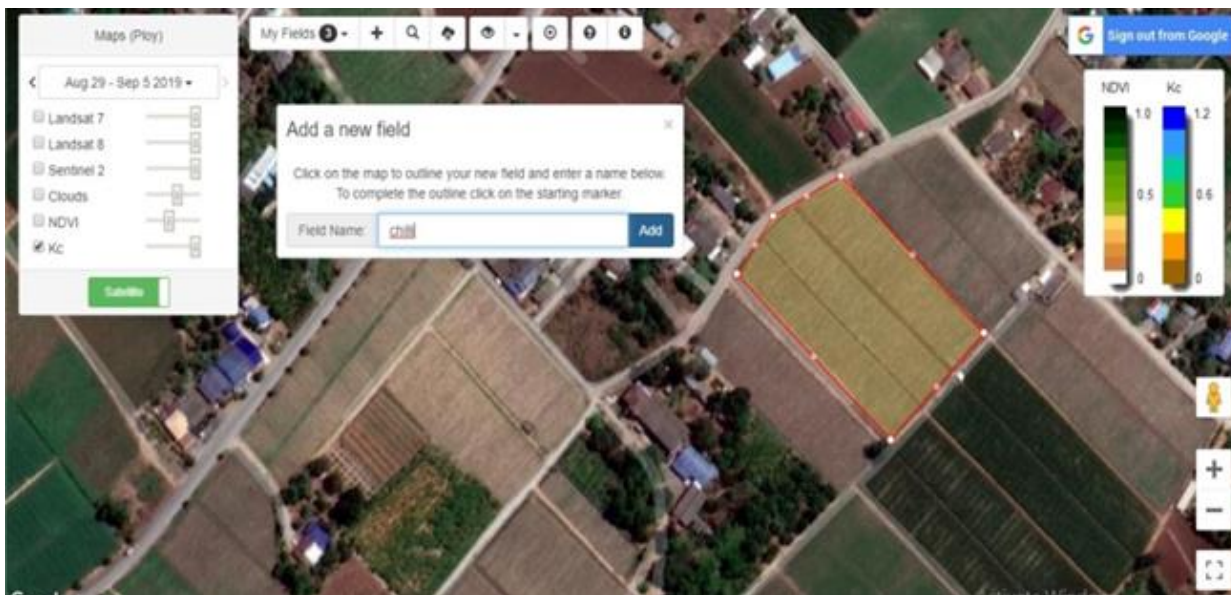 Maps (Ploy)
Aug 29 - Sep 5 2019
Landsat 7
Landsat 8
Sentinel 2
Clouds
NDVI
Kc
Satellite
My Fields 3
Add a new field
×
Click on the map to outline your new field and enter a name below.
To complete the outline click on the starting marker
Field Name:
chilli
Add
G Sign out from Google
NDVI Kc
1.0 1.2
0.5 0.6
0 0